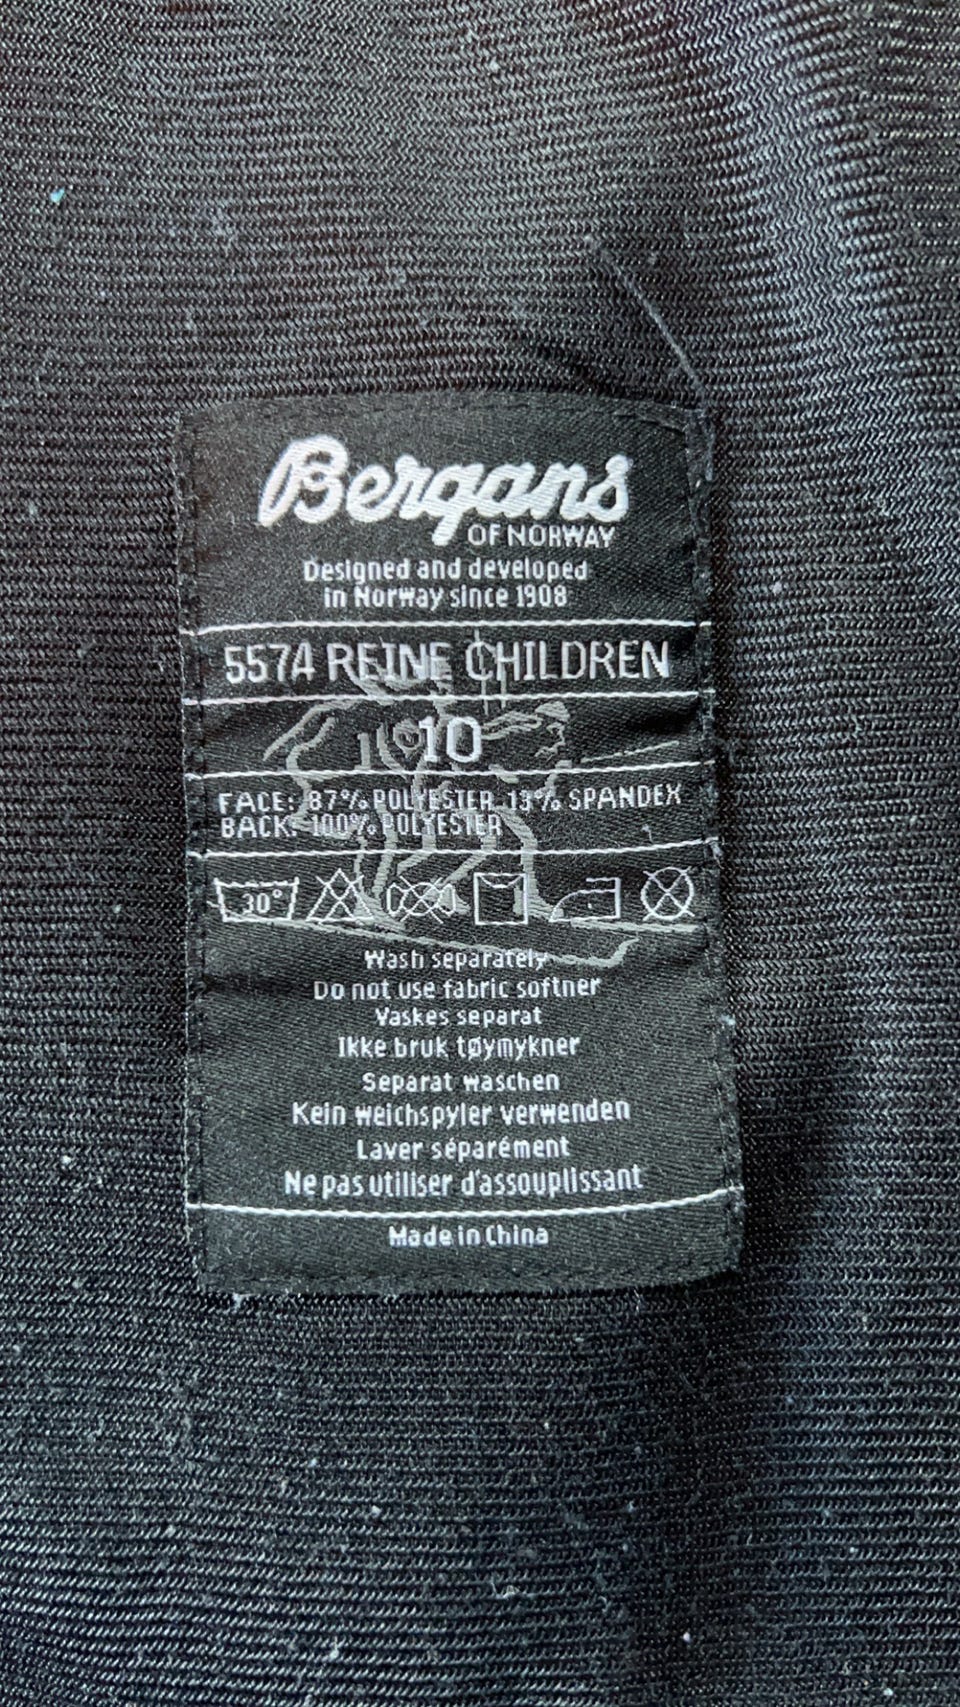 Bergans
OF NORWAY
Designed and developed
in Norway since 1908
5574 REINE CHILDREN
10
FACE: 87% POLYESTER 13% SPANDEX
BACK: 100% POLYESTER
30°
Wash separately
Do not use fabric softner
Vaskes separat
Ikke bruk tøymykner
Separat waschen
Kein weichspyler verwenden
Laver séparément
Ne pas utiliser d'assouplissant
Made in China